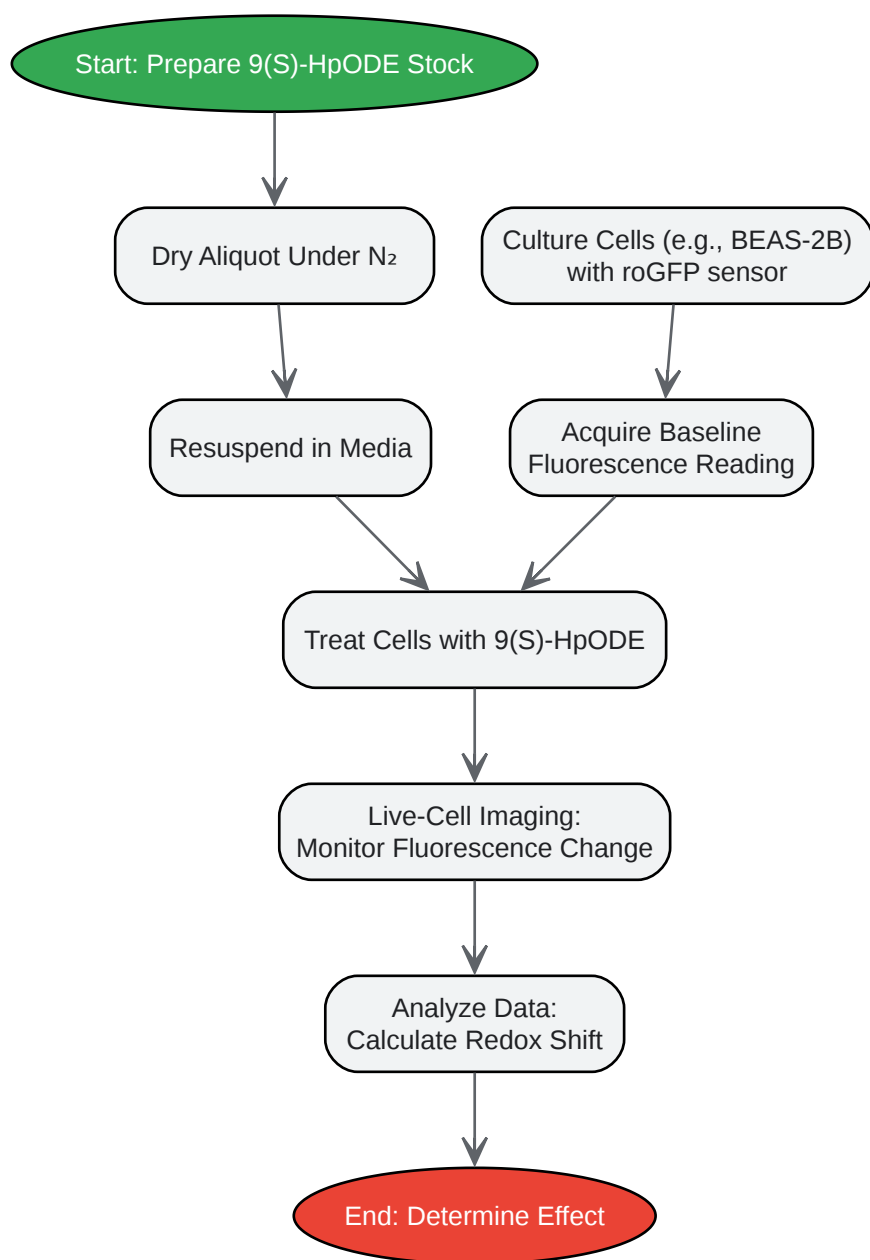 Start: Prepare 9(S)-HpODE Stock
Dry Aliquot Under N₂
Culture Cells (e.g., BEAS-2B)
with roGFP sensor
Resuspend in Media
Acquire Baseline
Fluorescence Reading
Treat Cells with 9(S)-HpODE
Live-Cell Imaging:
Monitor Fluorescence Change
Analyze Data:
Calculate Redox Shift
End: Determine Effect